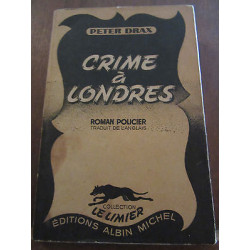 PETER DRAX
CRIME
à
LONDRES
ROMAN POLICIER
TRADUIT DE L'ANGLAIS
COLLECTION
LE LIMIER
EDITIONS ALBIN MICHEL